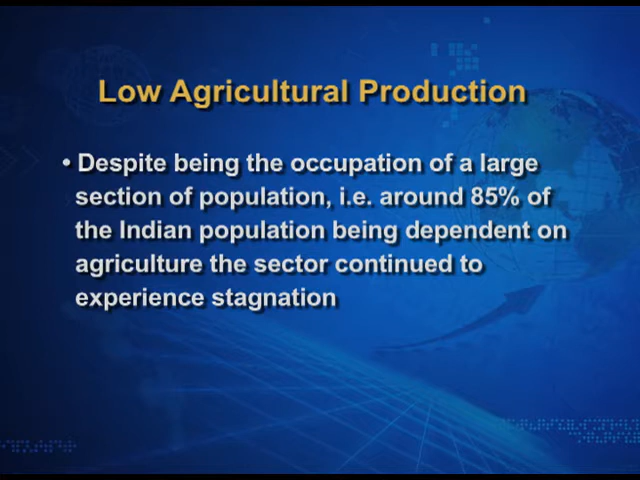 Low Agricultural Production
• Despite being the occupation of a large
section of population, i.e. around 85% of
the Indian population being dependent on
agriculture the sector continued to
experience stagnation